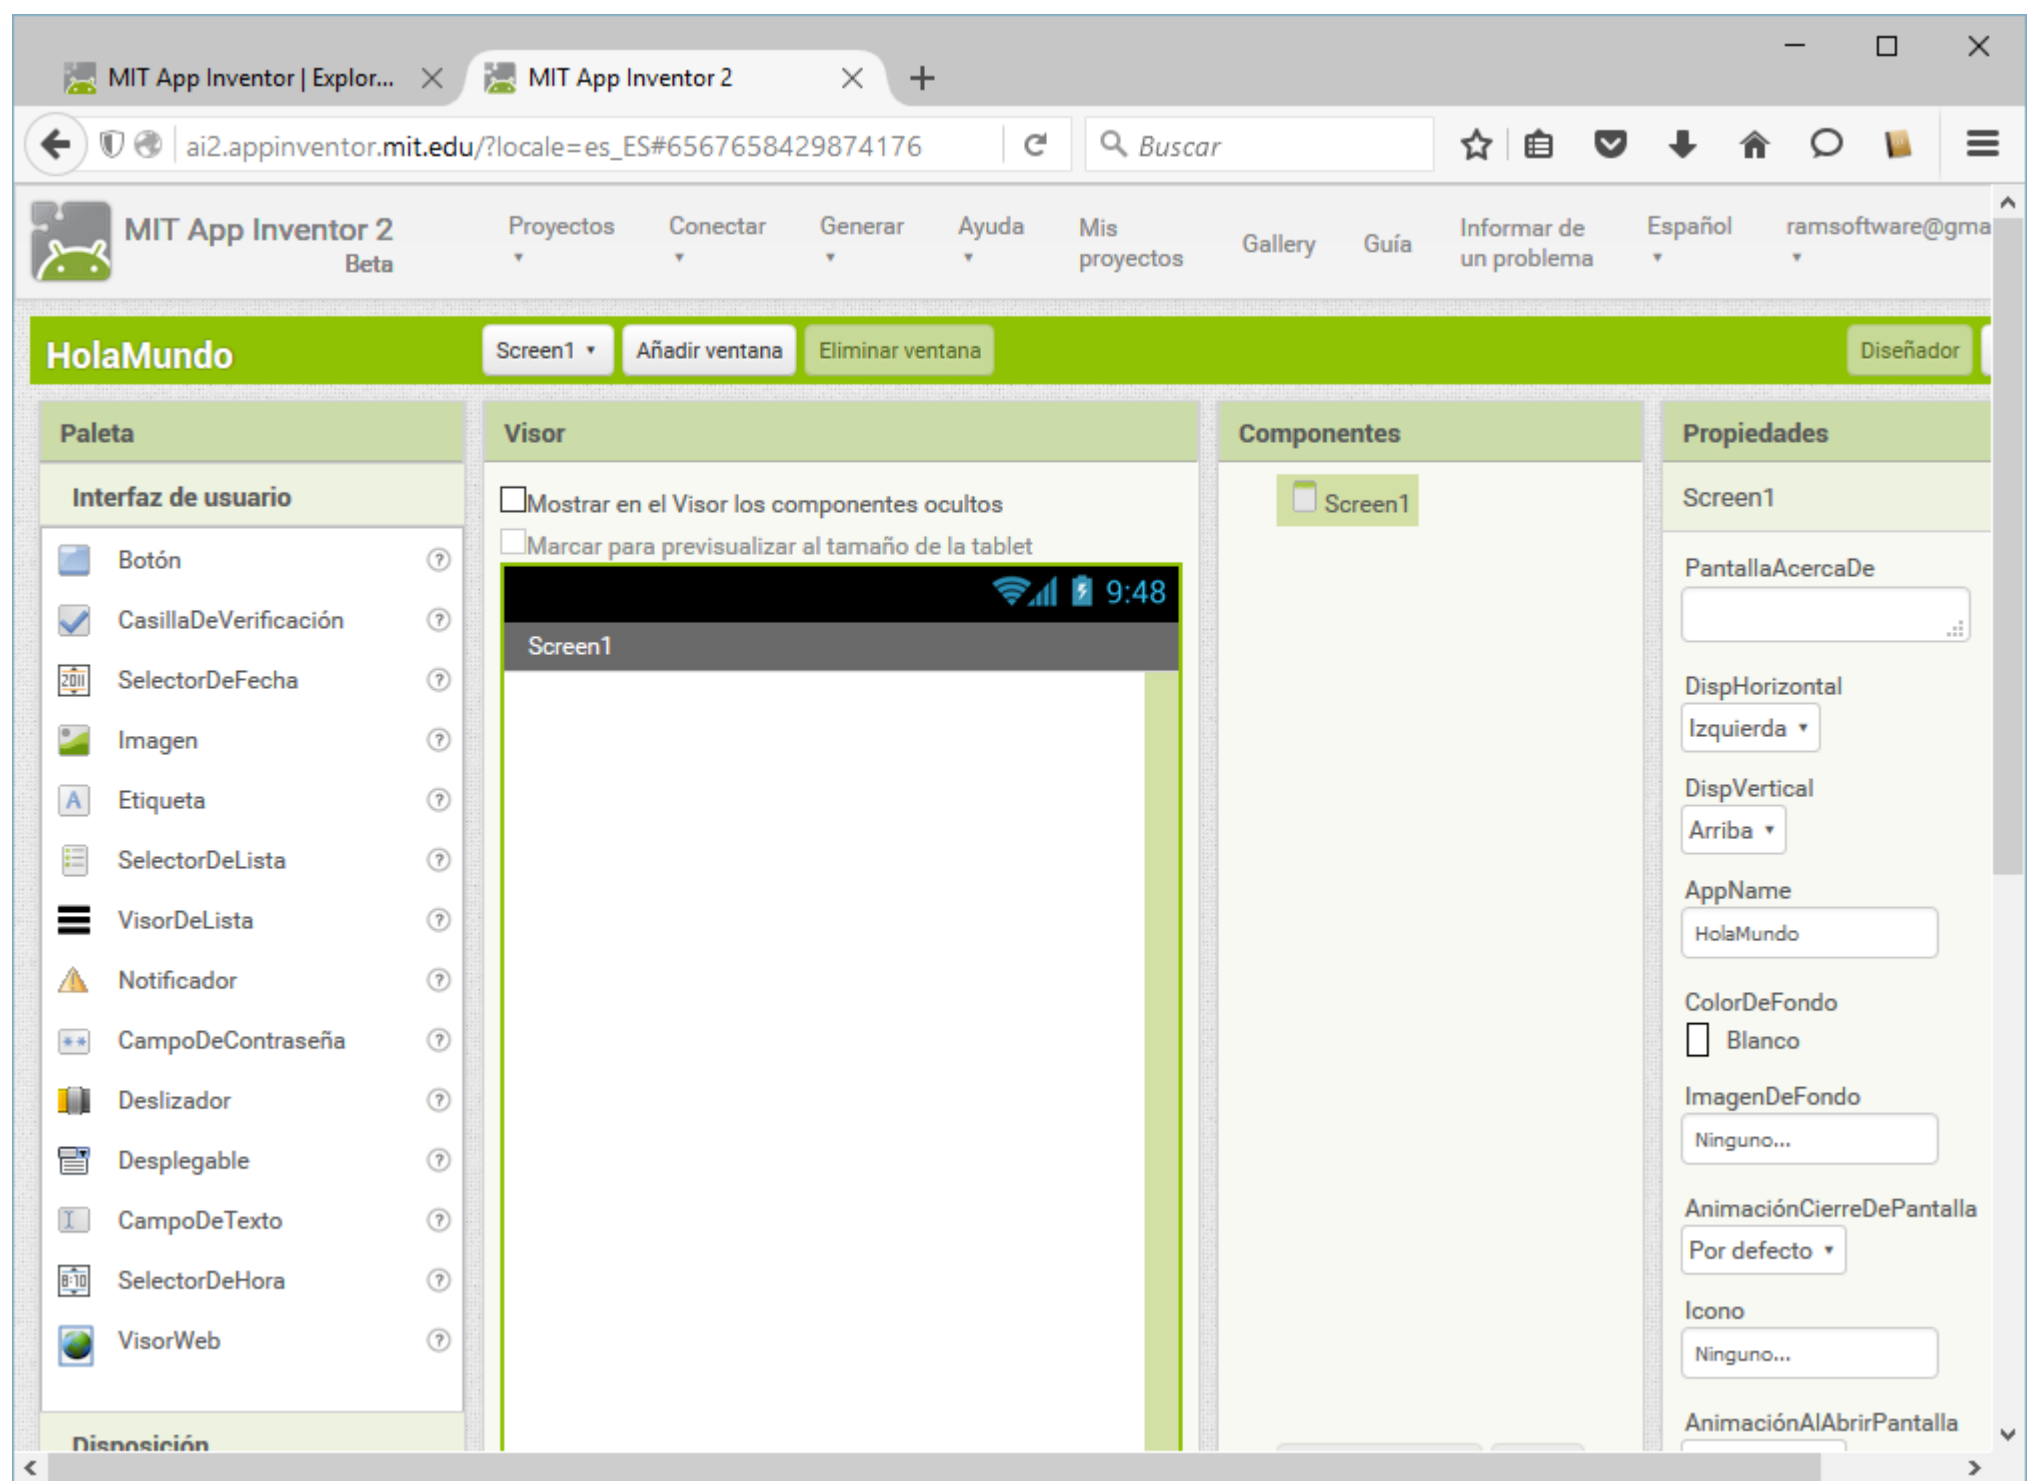 MIT App Inventor | Explor...
MIT App Inventor 2
ai2.appinventor.mit.edu/?locale=es_ES#6567658429874176
Buscar
MIT App Inventor 2
Beta
Proyectos
Conectar
Generar
Ayuda
Mis
proyectos
Gallery
Guía
Informar de
un problema
Español
ramsoftware@gma
HolaMundo
Screen1
Añadir ventana
Eliminar ventana
Diseñador
Paleta
Interfaz de usuario
Botón
CasillaDeVerificación
2011
SelectorDeFecha
Imagen
A
Etiqueta
SelectorDeLista
VisorDeLista
Notificador
CampoDeContraseña
Deslizador
Desplegable
CampoDeTexto
8:10
SelectorDeHora
VisorWeb
Disposición
Visor
Mostrar en el Visor los componentes ocultos
Marcar para previsualizar al tamaño de la tablet
9:48
Screen1
Componentes
Screen1
Propiedades
Screen1
PantallaAcercaDe
DispHorizontal
Izquierda
DispVertical
Arriba
AppName
HolaMundo
ColorDeFondo
Blanco
ImagenDeFondo
Ninguno...
AnimaciónCierreDePantalla
Por defecto
Icono
Ninguno...
AnimaciónAlAbrirPantalla